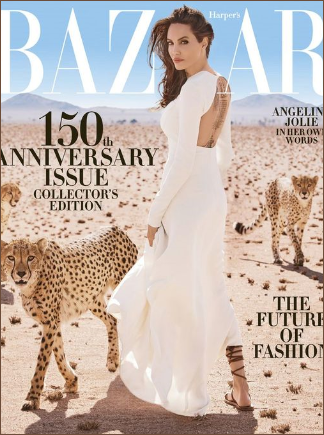 Harper's
BAZAAR
150th
ANNIVERSARY
ISSUE
COLLECTOR'S
EDITION
ANGELIN
JOLIE
IN HER OWN
WORDS
THE
FUTURE
OF
FASHION